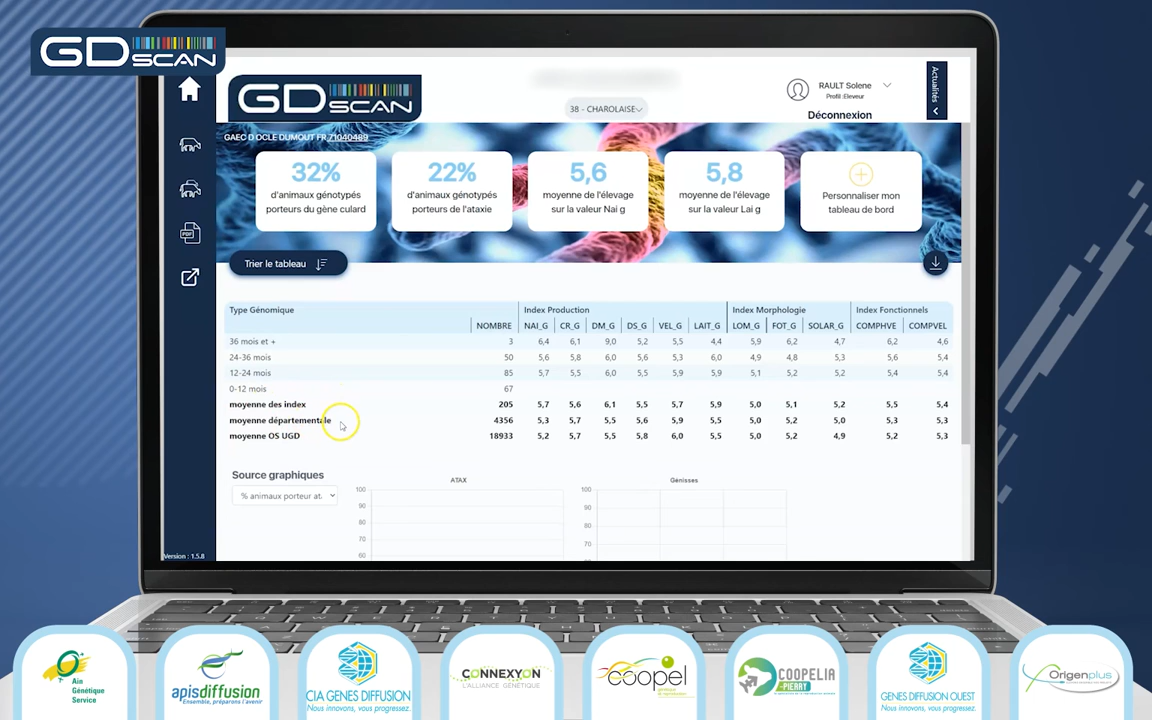 GD SCAN
GD SCAN
38 - CHAROLAISE
RAULT Solene
Profil :Eleveur
Déconnexion
Actualités
GAEC D OCLE DUMOUT FR 71040489
32%
d'animaux génotypés
porteurs du gène culard
22%
d'animaux génotypés
porteurs de l'ataxie
5,6
moyenne de l'élevage
sur la valeur Nai g
5,8
moyenne de l'élevage
sur la valeur Lai g
Personnaliser mon
tableau de bord
PDF
Trier le tableau
Type Génomique Index Production Index Morphologie Index Fonctionnels
NOMBRE NAI_G CR_G DM_G DS_G VEL_G LAIT_G LOM_G FOT_G SOLAR_G COMPHVE COMPVEL
36 mois et + 3 6,4 6,1 9,0 5,2 5,5 4,4 5,9 6,2 4,7 6,2 4,6
24-36 mois 50 5,6 5,8 6,0 5,6 5,3 6,0 4,9 4,8 5,3 5,6 5,4
12-24 mois 85 5,7 5,5 6,0 5,5 5,9 5,9 5,1 5,2 5,2 5,4 5,4
0-12 mois 67
moyenne des index 205 5,7 5,6 6,1 5,5 5,7 5,9 5,0 5,1 5,2 5,5 5,4
moyenne départementale 4356 5,3 5,7 5,5 5,6 5,9 5,5 5,0 5,2 5,0 5,3 5,3
moyenne OS UGD 18933 5,2 5,7 5,5 5,8 6,0 5,5 5,0 5,2 4,9 5,2 5,3
Source graphiques
% animaux porteur at
ATAX
100
90
80
70
60
Génisses
100
90
80
70
Version : 1.5.8
Ain
Génétique
Service
apisdiffusion
Ensemble, préparons l'avenir
CIA GENES DIFFUSION
Nous innovons, vous progressez.
CONNEXYON
L'ALLIANCE GÉNÉTIQUE
coopel
COOPELIA
PIERRY
GENES DIFFUSION OUEST
Nous innovons, vous progressez.
Origenplus